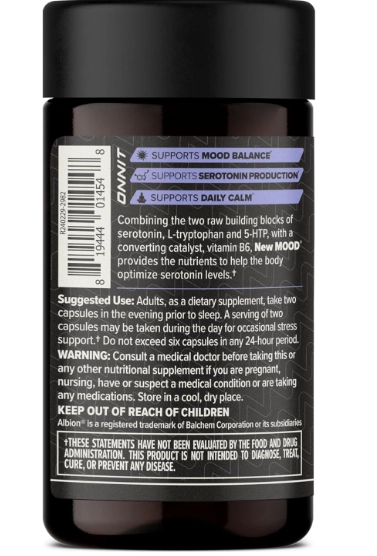 ONNIT
SUPPORTS MOOD BALANCE*
SUPPORTS SEROTONIN PRODUCTION*
SUPPORTS DAILY CALM*
R240229-2982
8 19444 01454 8
Combining the two raw building blocks of
serotonin, L-tryptophan and 5-HTP, with a
converting catalyst, vitamin B6, New MOOD®
provides the nutrients to help the body
optimize serotonin levels.†
Suggested Use: Adults, as a dietary supplement, take two
capsules in the evening prior to sleep. A serving of two
capsules may be taken during the day for occasional stress
support.† Do not exceed six capsules in any 24-hour period.
WARNING: Consult a medical doctor before taking this or
any other nutritional supplement if you are pregnant,
nursing, have or suspect a medical condition or are taking
any medications. Store in a cool, dry place.
KEEP OUT OF REACH OF CHILDREN
Albion® is a registered trademark of Balchem Corporation or its subsidiaries
†THESE STATEMENTS HAVE NOT BEEN EVALUATED BY THE FOOD AND DRUG
ADMINISTRATION. THIS PRODUCT IS NOT INTENDED TO DIAGNOSE, TREAT,
CURE, OR PREVENT ANY DISEASE.